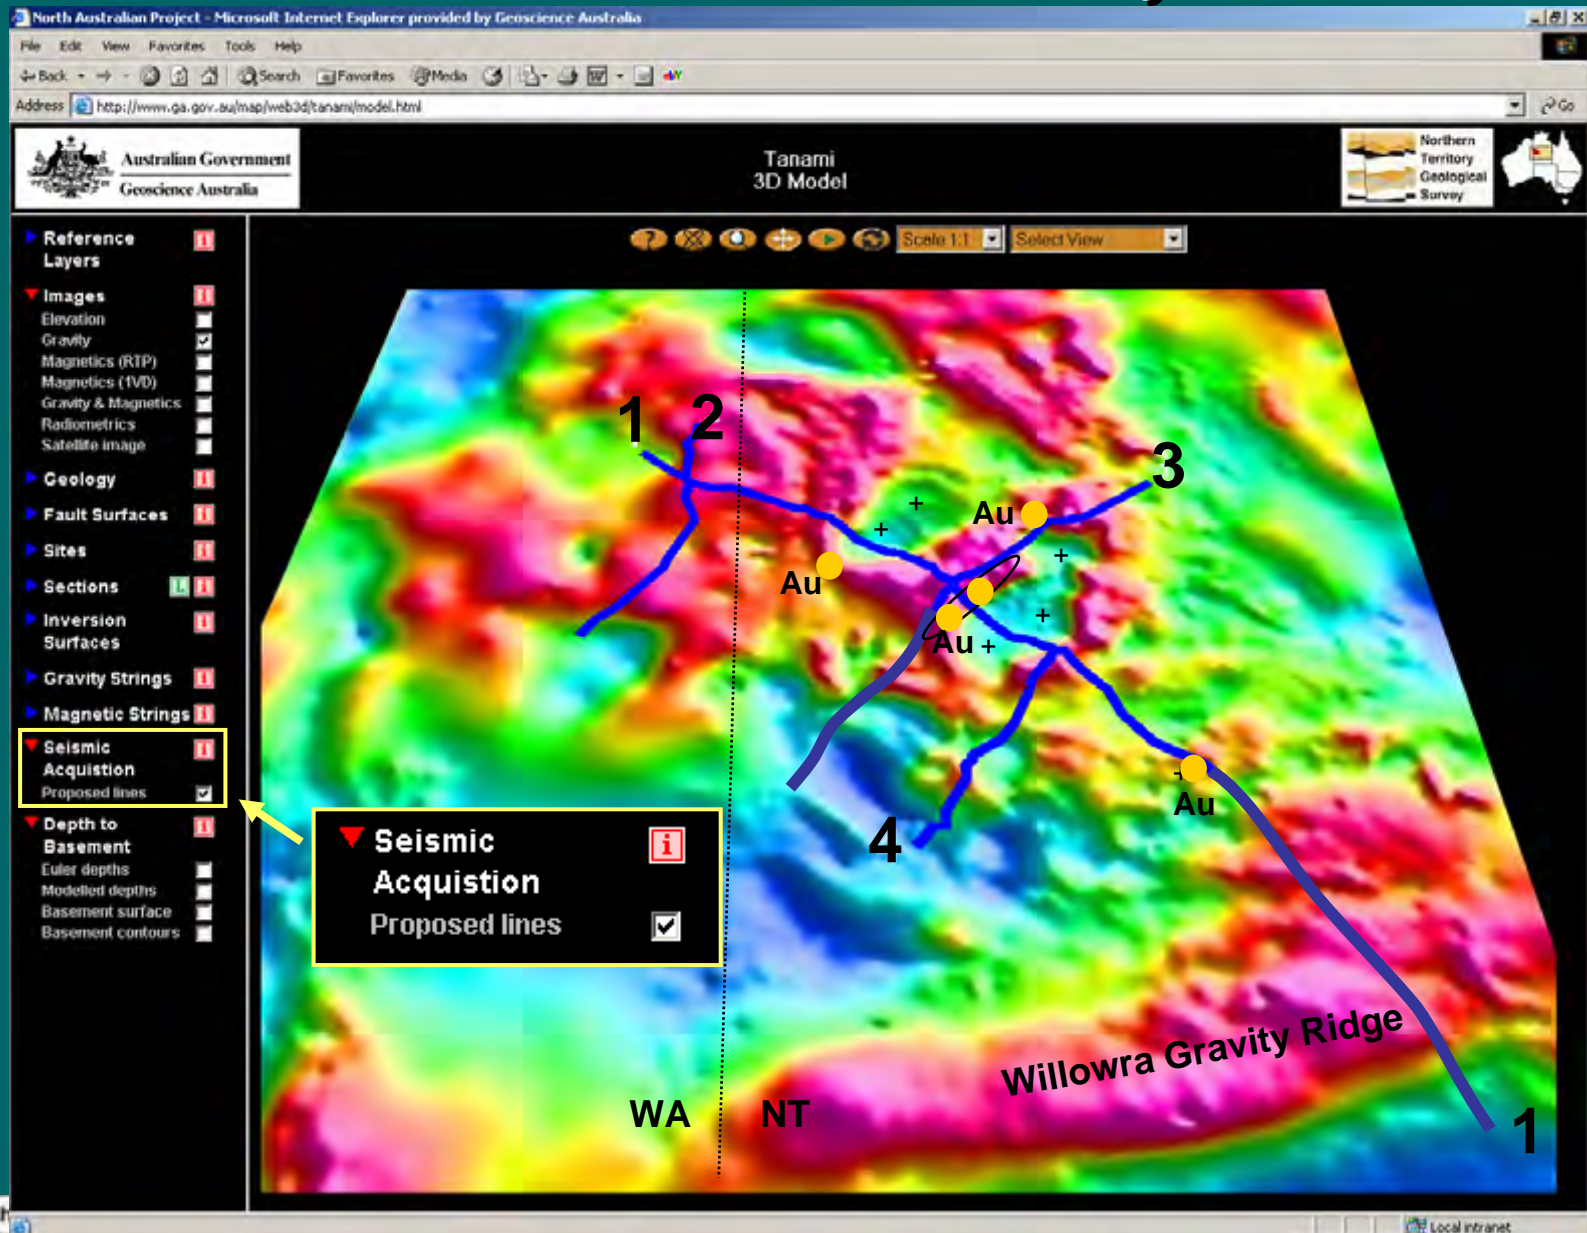 North Australian Project - Microsoft Internet Explorer provided by Geoscience Australia
File Edit View Favorites Tools Help
Back Search Favorites Media
Address http://www.ga.gov.au/map/web3d/tanami/model.html Go
Australian Government
Geoscience Australia
Tanami
3D Model
Northern
Territory
Geological
Survey
Scale 1:1 Select View
Reference
Layers
Images
Elevation
Gravity
Magnetics (RTP)
Magnetics (1VD)
Gravity & Magnetics
Radiometrics
Satellite image
Geology
Fault Surfaces
Sites
Sections
Inversion
Surfaces
Gravity Strings
Magnetic Strings
Seismic
Acquistion
Proposed lines
Depth to
Basement
Euler depths
Modelled depths
Basement surface
Basement contours
1 2
3
Au
Au
Au
Au
4
Seismic
Acquistion
Proposed lines
Willowra Gravity Ridge
WA NT
1
Local intranet